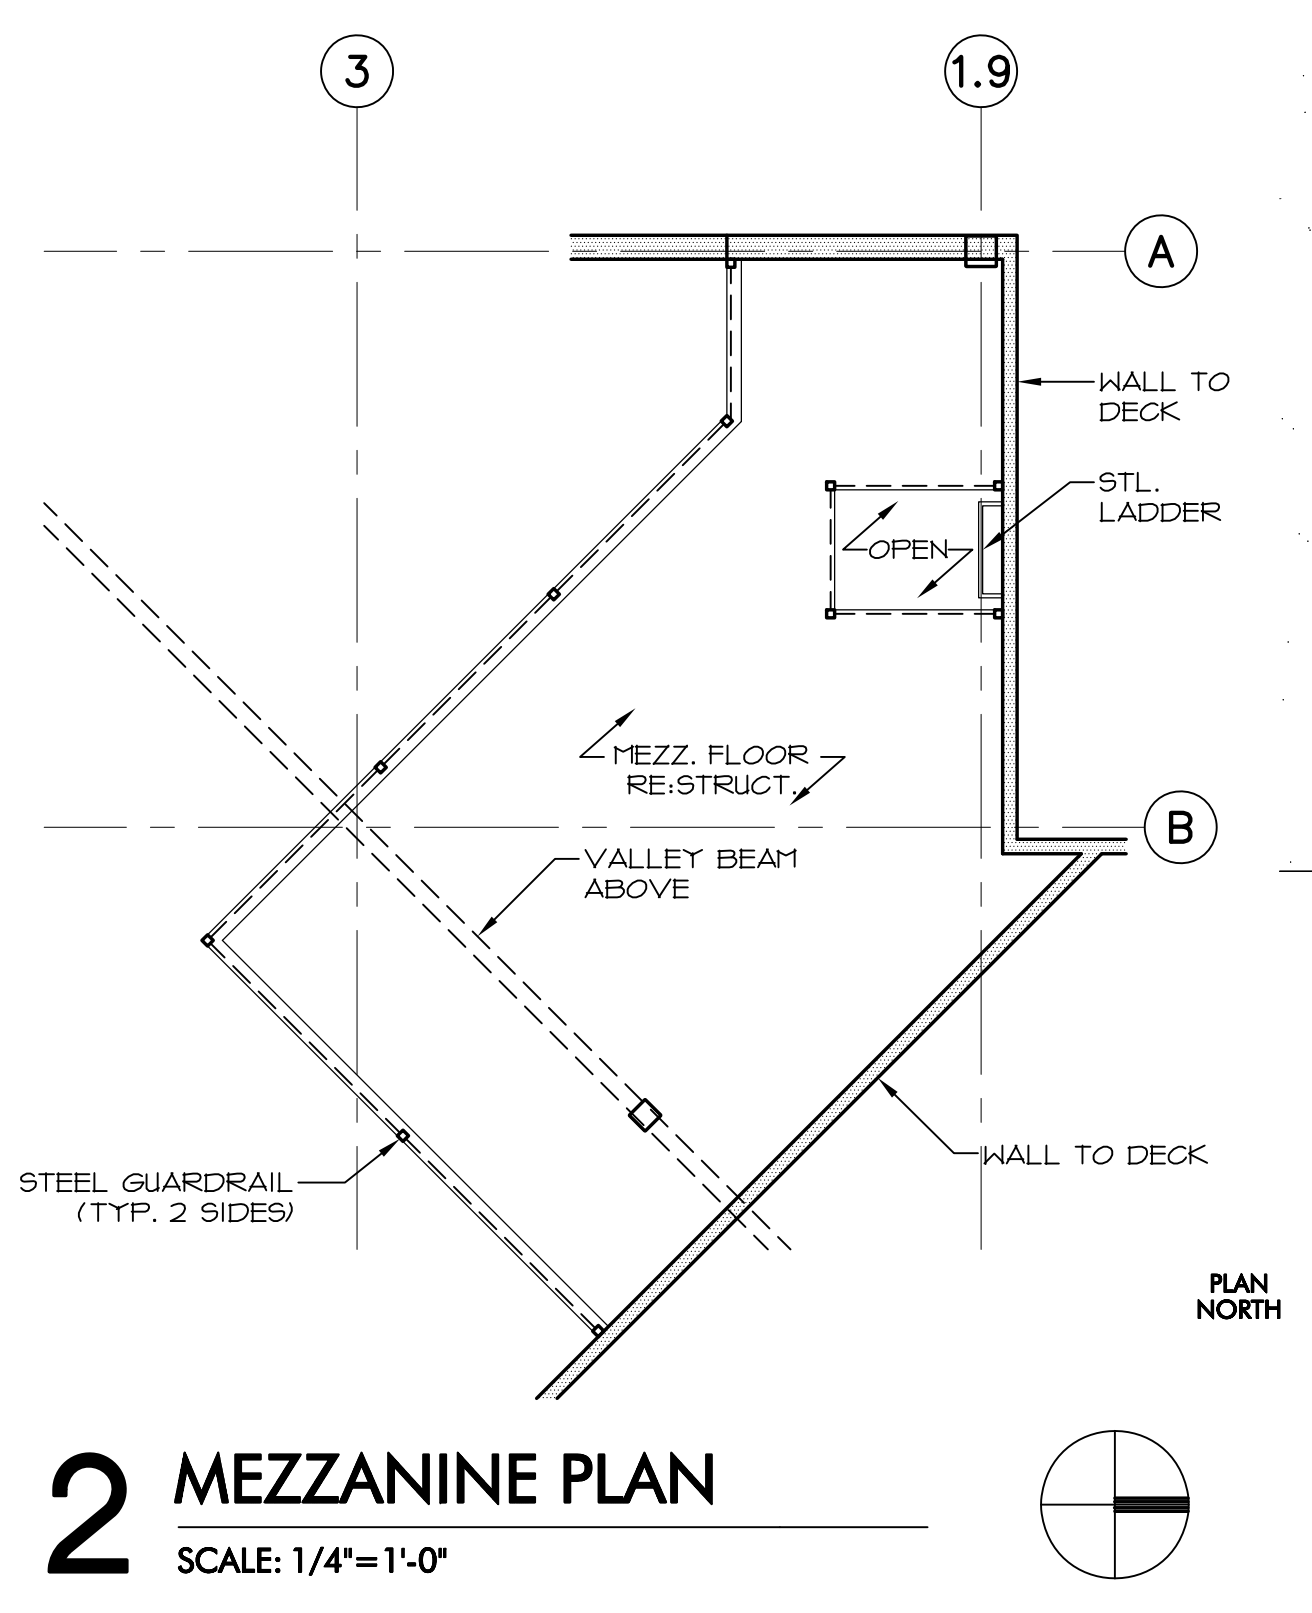 3
1.9
A
WALL TO
DECK
STL.
LADDER
OPEN
MEZZ. FLOOR
RE:STRUCT.
B
VALLEY BEAM
ABOVE
WALL TO DECK
STEEL GUARDRAIL
(TYP. 2 SIDES)
PLAN
NORTH
2
MEZZANINE PLAN
SCALE: 1/4"=1'-0"